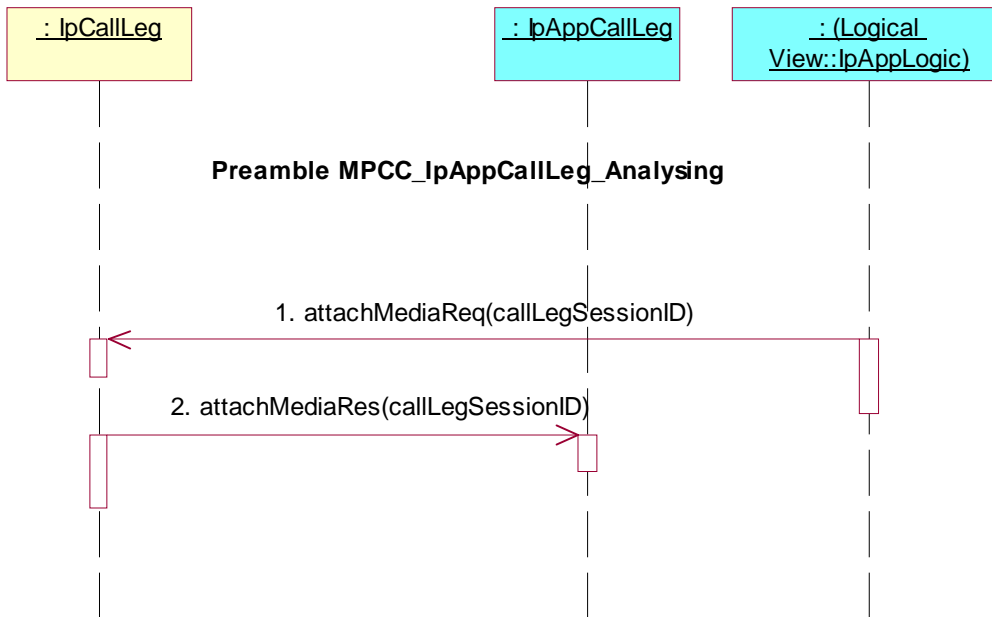 : IpCallLeg
: IpAppCallLeg
: (Logical
View::IpAppLogic)
Preamble MPCC_IpAppCallLeg_Analysing
1. attachMediaReq(callLegSessionID)
2. attachMediaRes(callLegSessionID)